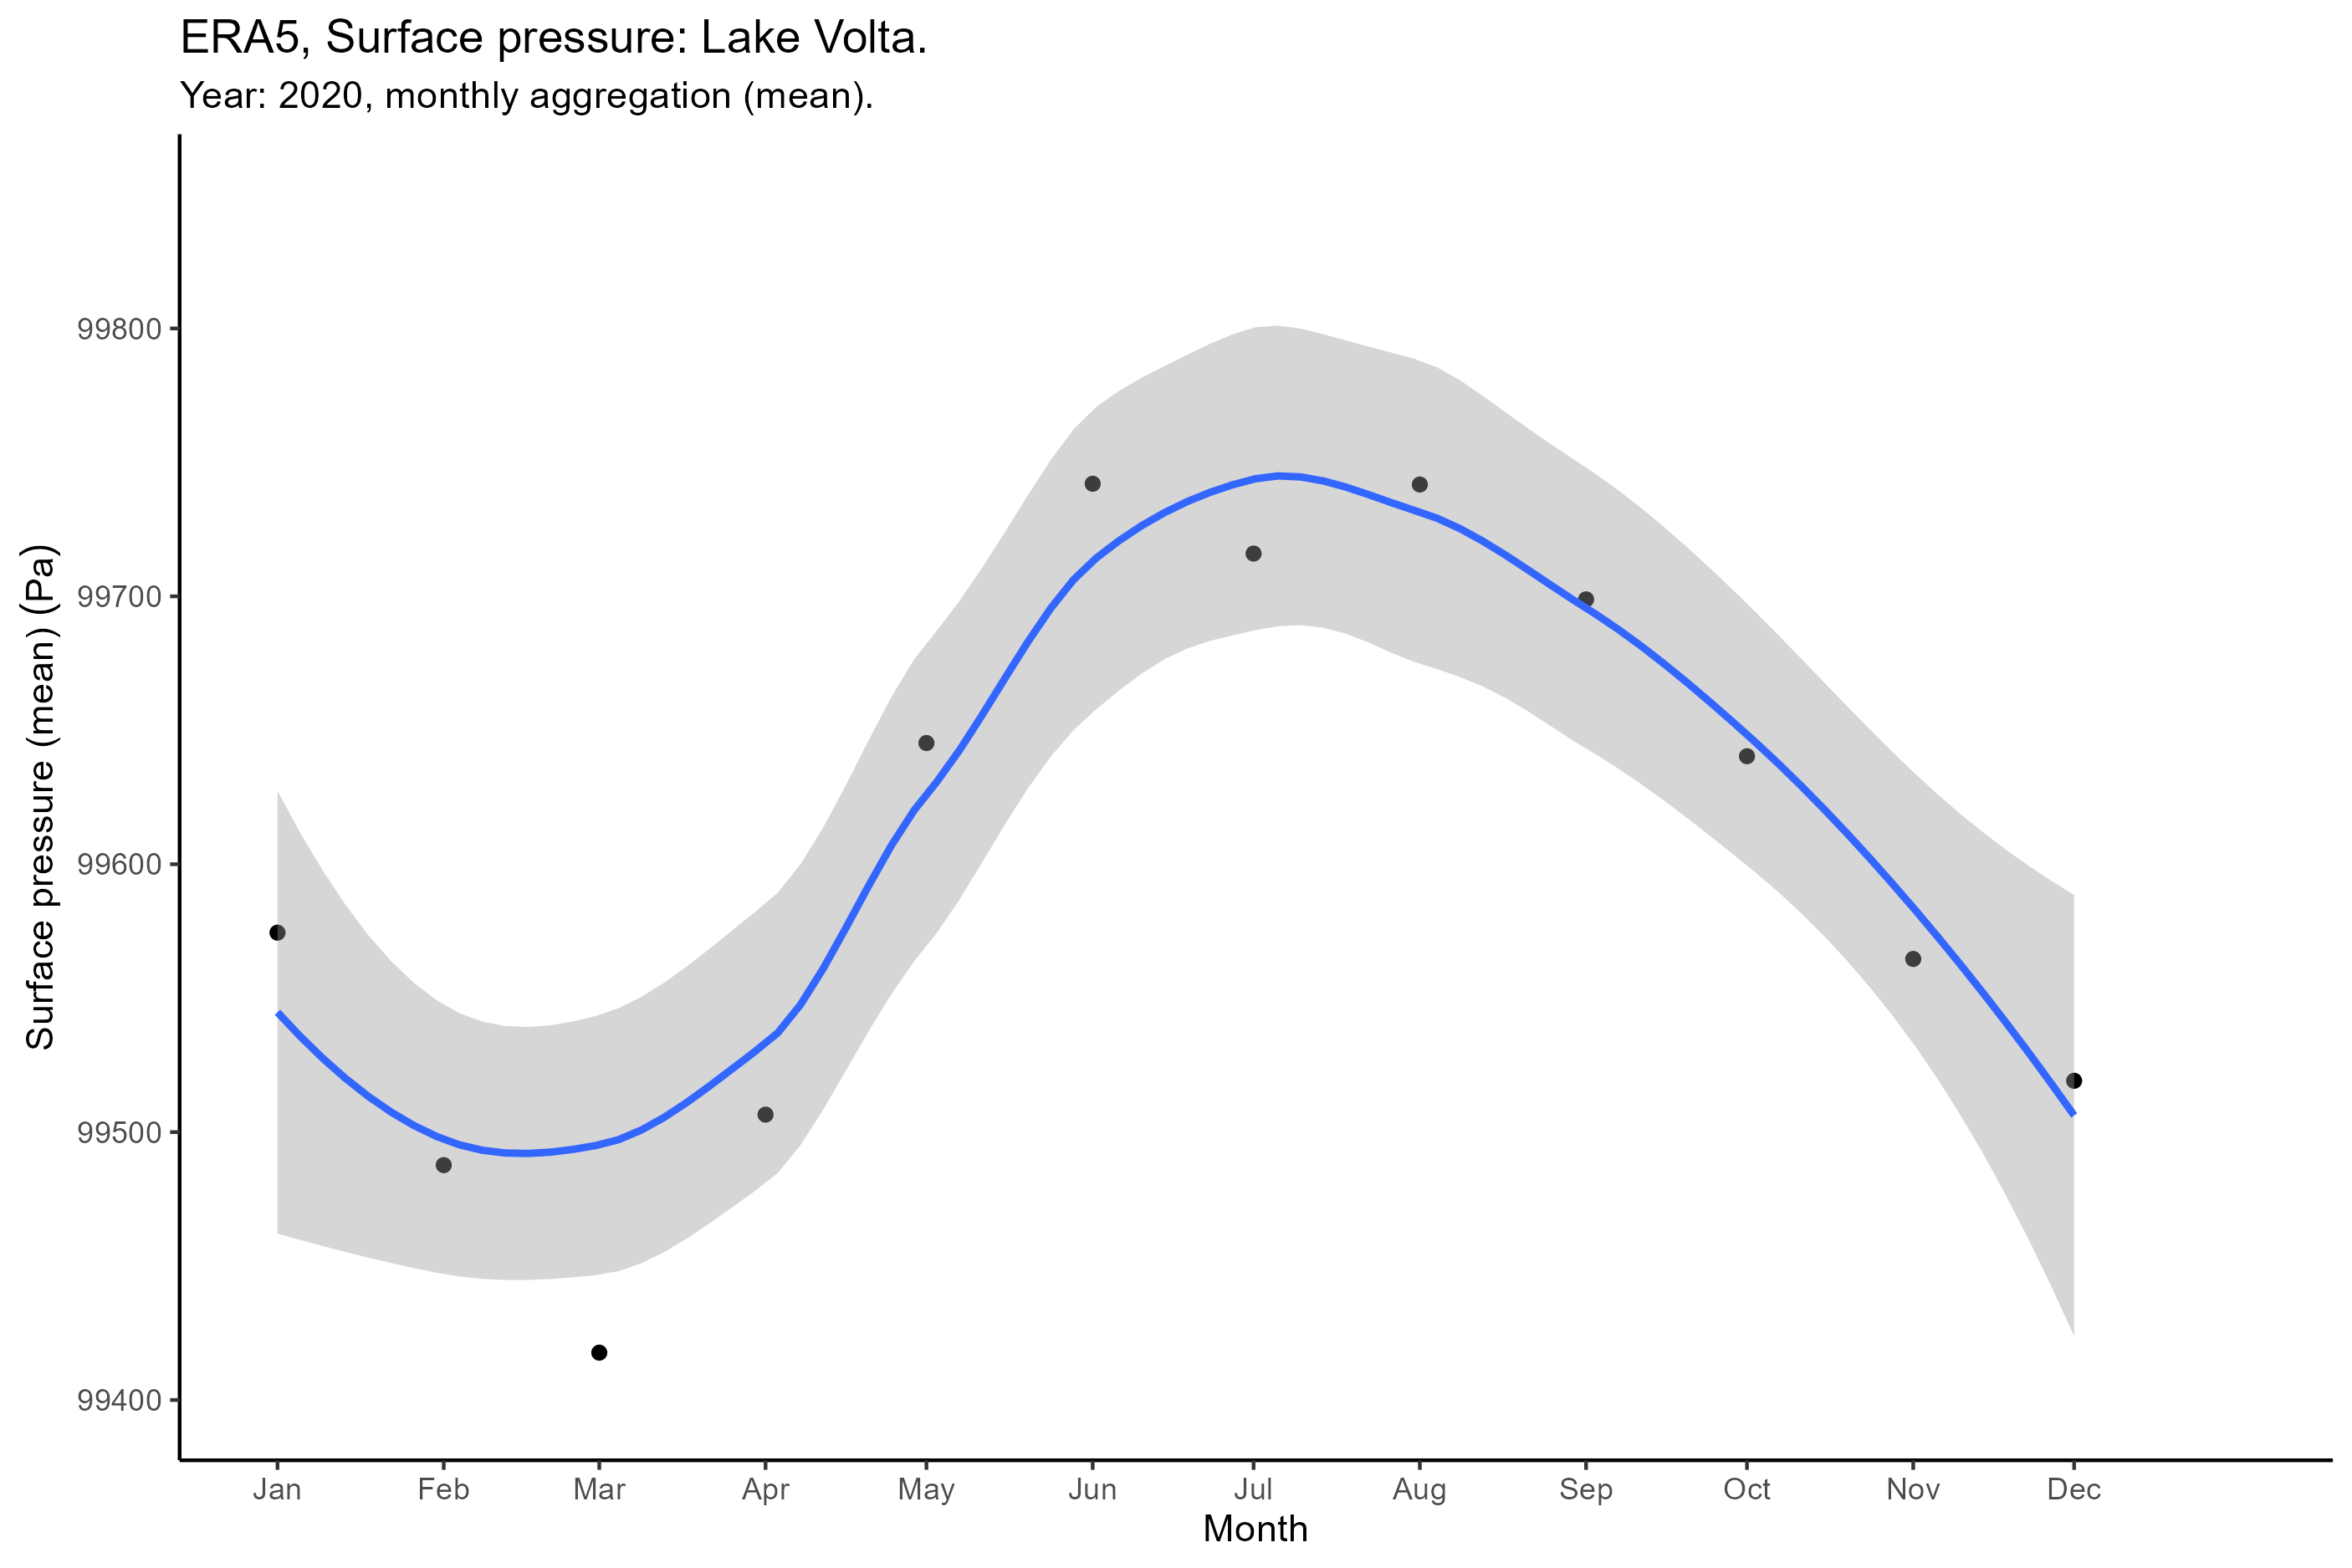 ERA5, Surface pressure: Lake Volta.
Year: 2020, monthly aggregation (mean).
Surface pressure (mean) (Pa)
99800
99700
99600
99500
99400
Jan Feb Mar Apr May Jun Jul Aug Sep Oct Nov Dec
Month